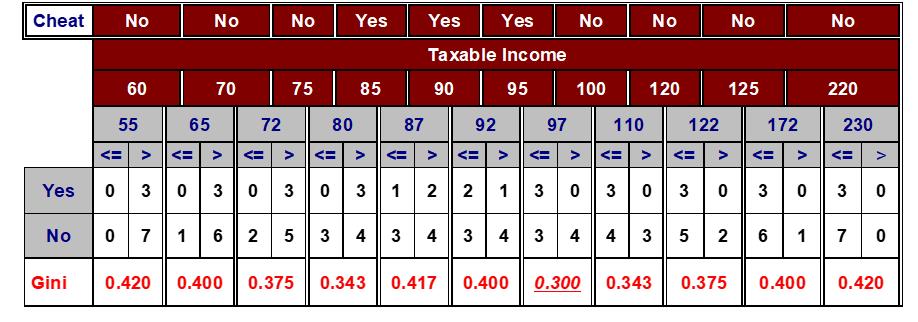 Cheat No No No Yes Yes Yes No No No No
Taxable Income
60 70 75 85 90 95 100 120 125 220
55 65 72 80 87 92 97 110 122 172 230
<= > <= > <= > <= > <= > <= > <= > <= > <= > <= > <= >
Yes 0 3 0 3 0 3 0 3 1 2 2 1 3 0 3 0 3 0 3 0 3 0
No 0 7 1 6 2 5 3 4 3 4 3 4 3 4 4 3 5 2 6 1 7 0
Gini 0.420 0.400 0.375 0.343 0.417 0.400 0.300 0.343 0.375 0.400 0.420